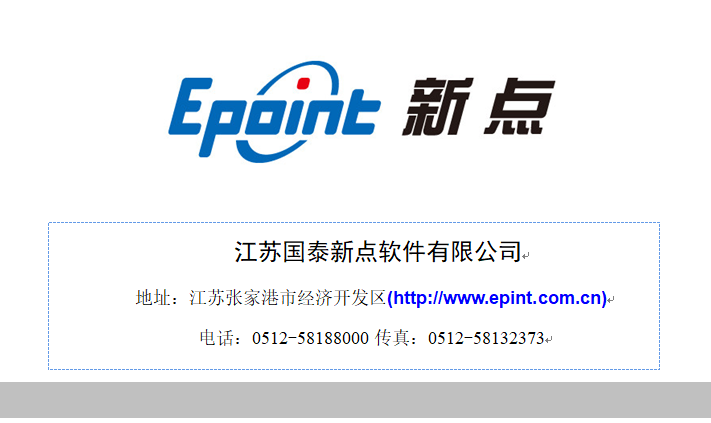 Epoint 新点
江苏国泰新点软件有限公司
地址：江苏张家港市经济开发区(http://www.epint.com.cn)
电话：0512-58188000 传真：0512-58132373